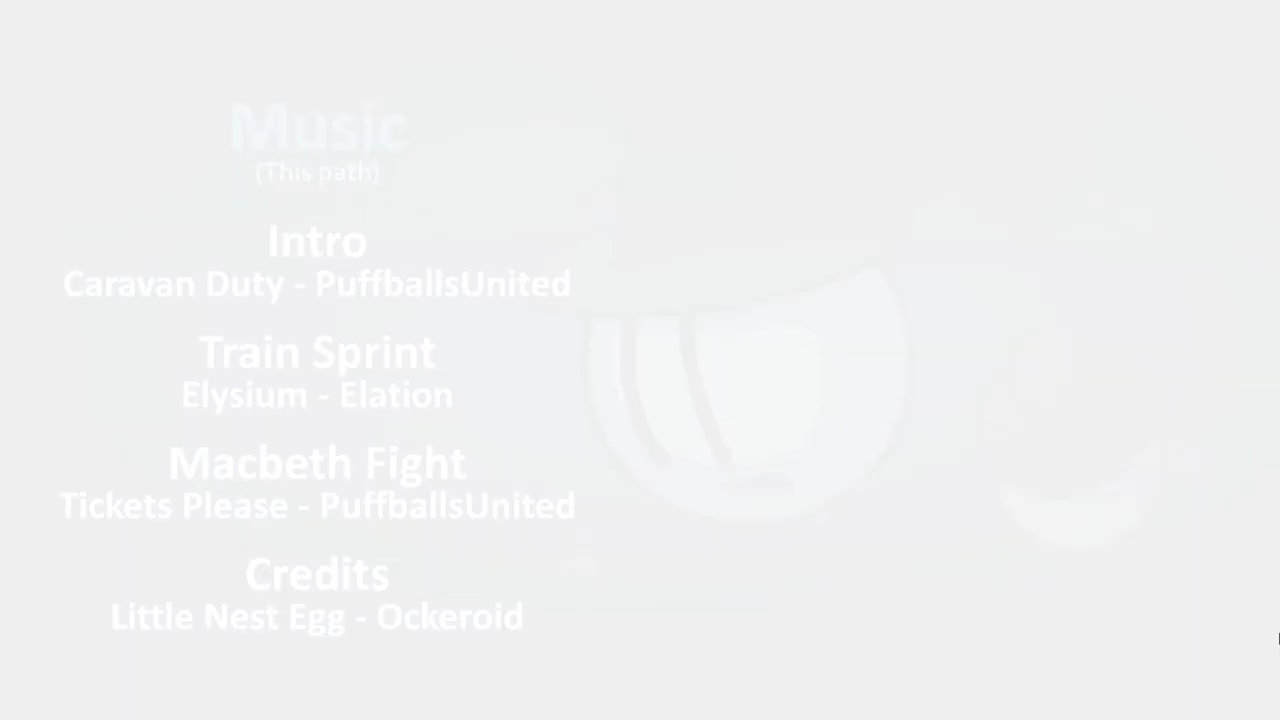 Music
(This path)
Intro
Caravan Duty - PuffballsUnited
Train Sprint
Elysium - Elation
Macbeth Fight
Tickets Please - PuffballsUnited
Credits
Little Nest Egg - Ockeroid